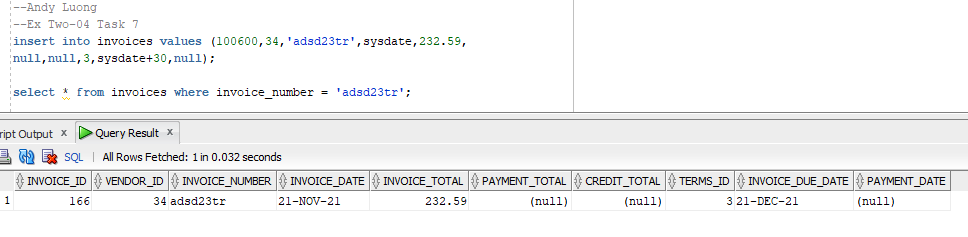 --Andy Luong
--Ex Two-04 Task 7
insert into invoices values (100600,34,'adsd23tr',sysdate,232.59,
null,null,3,sysdate+30,null);
select * from invoices where invoice_number = 'adsd23tr';
ript Output x Query Result x
SQL | All Rows Fetched: 1 in 0.032 seconds
INVOICE_ID VENDOR_ID INVOICE_NUMBER INVOICE_DATE INVOICE_TOTAL PAYMENT_TOTAL CREDIT_TOTAL TERMS_ID INVOICE_DUE_DATE PAYMENT_DATE
1 166 34 adsd23tr 21-NOV-21 232.59 (null) (null) 3 21-DEC-21 (null)